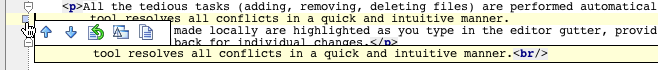 <p>All the tedious tasks (adding, removing, deleting files) are performed automatical
tool resolves all conflicts in a quick and intuitive manner.
made locally are highlighted as you type in the editor gutter, provid
back for individual changes.</p>
tool resolves all conflicts in a quick and intuitive manner.<br/>